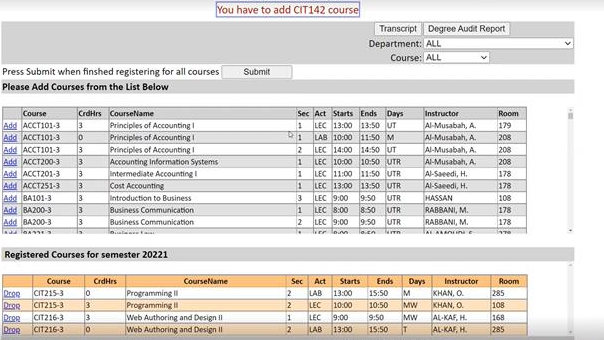 You have to add CIT142 course
Transcript Degree Audit Report
Department: ALL
Course: ALL
Press Submit when finshed registering for all courses Submit
Please Add Courses from the List Below
Course CrdHrs CourseName Sec Act Starts Ends Days Instructor Room
Add ACCT101-3 3 Principles of Accounting I 1 LEC 13:00 13:50 UT Al-Musabah, A. 179
Add ACCT101-3 0 Principles of Accounting I 1 LAB 10:00 11:50 M Al-Musabah, A. 208
Add ACCT101-3 3 Principles of Accounting I 2 LEC 14:00 14:50 UT Al-Musabah, A. 208
Add ACCT200-3 3 Accounting Information Systems 1 LEC 10:00 10:50 UTR Al-Musabah, A. 208
Add ACCT201-3 3 Intermediate Accounting I 1 LEC 11:00 11:50 UTR Al-Saeedi, H. 178
Add ACCT251-3 3 Cost Accounting 1 LEC 13:00 13:50 UTR Al-Saeedi, H. 178
Add BA101-3 3 Introduction to Business 3 LEC 9:00 9:50 UTR HASSAN 108
Add BA200-3 3 Business Communication 1 LEC 8:00 8:50 UTR RABBANI, M. 178
Add BA200-3 3 Business Communication 2 LEC 9:00 9:50 UTR RABBANI, M. 178
Registered Courses for semester 20221
Course CrdHrs CourseName Sec Act Starts Ends Days Instructor Room
Drop CIT215-3 0 Programming II 2 LAB 13:00 15:50 M KHAN, O. 285
Drop CIT215-3 3 Programming II 2 LEC 10:00 10:50 MW KHAN, O. 108
Drop CIT216-3 3 Web Authoring and Design II 1 LEC 9:00 9:50 MW AL-KAF, H. 168
Drop CIT216-3 0 Web Authoring and Design II 2 LAB 13:00 15:50 T AL-KAF, H. 285